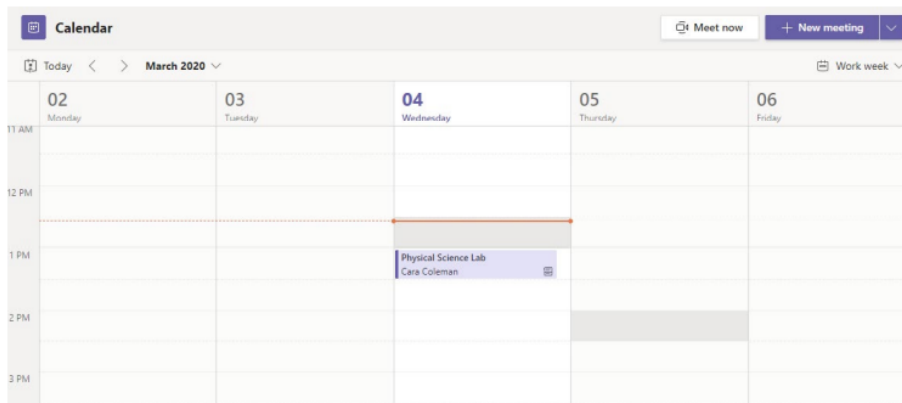 Calendar
Meet now
+ New meeting
Today
March 2020
Work week
02
Monday
03
Tuesday
04
Wednesday
05
Thursday
06
Friday
11 AM
12 PM
1 PM
Physical Science Lab
Cara Coleman
2 PM
3 PM